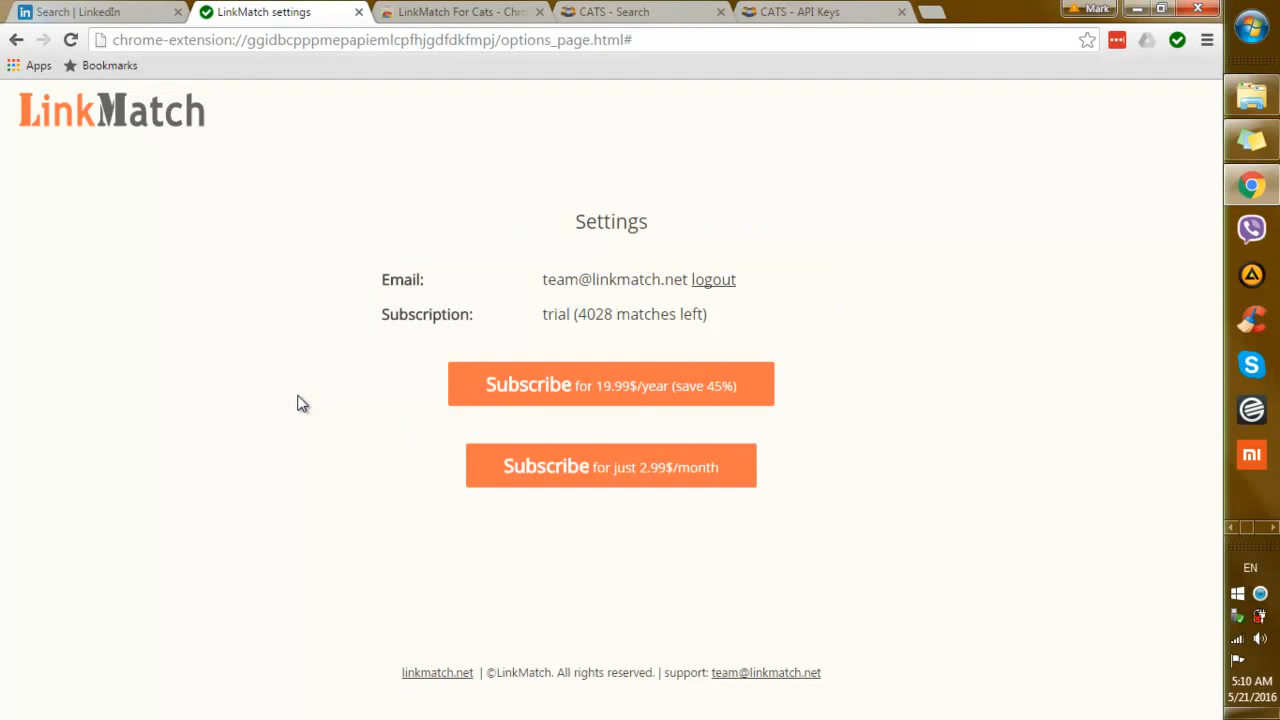 Search | LinkedIn
LinkMatch settings
LinkMatch For Cats - Chro
CATS - Search
CATS - API Keys
Mark
chrome-extension://ggidbcpppmepapiemlcpfhjgdfdkfmpj/options_page.html#
Apps
Bookmarks
LinkMatch
Settings
Email: team@linkmatch.net logout
Subscription: trial (4028 matches left)
Subscribe for 19.99$/year (save 45%)
Subscribe for just 2.99$/month
linkmatch.net | ©LinkMatch. All rights reserved. | support: team@linkmatch.net
EN
5:10 AM
5/21/2016